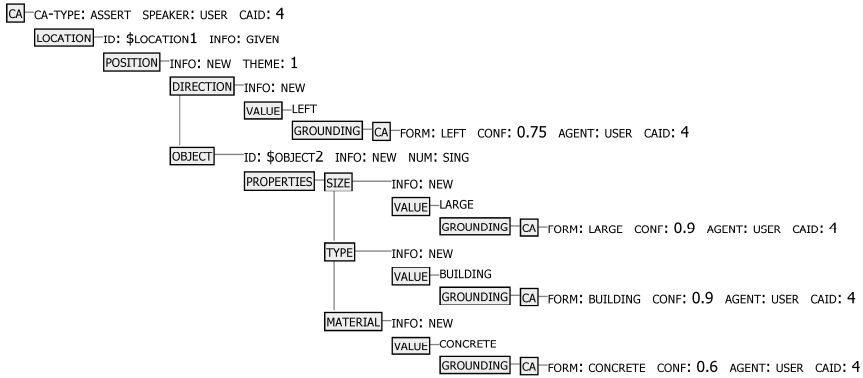 CA CA-TYPE: ASSERT SPEAKER: USER CAID: 4
LOCATION ID: $LOCATION1 INFO: GIVEN
POSITION INFO: NEW THEME: 1
DIRECTION INFO: NEW
VALUE LEFT
GROUNDING CA FORM: LEFT CONF: 0.75 AGENT: USER CAID: 4
OBJECT ID: $OBJECT2 INFO: NEW NUM: SING
PROPERTIES SIZE INFO: NEW
VALUE LARGE
GROUNDING CA FORM: LARGE CONF: 0.9 AGENT: USER CAID: 4
TYPE INFO: NEW
VALUE BUILDING
GROUNDING CA FORM: BUILDING CONF: 0.9 AGENT: USER CAID: 4
MATERIAL INFO: NEW
VALUE CONCRETE
GROUNDING CA FORM: CONCRETE CONF: 0.6 AGENT: USER CAID: 4